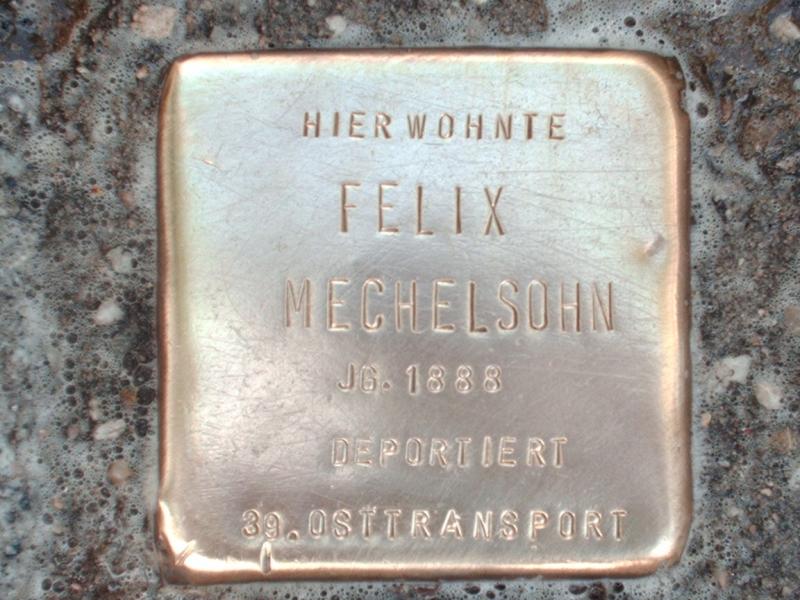 HIER WOHNTE
FELIX
MECHELSOHN
JG. 1888
DEPORTIERT
39. OSTTRANSPORT